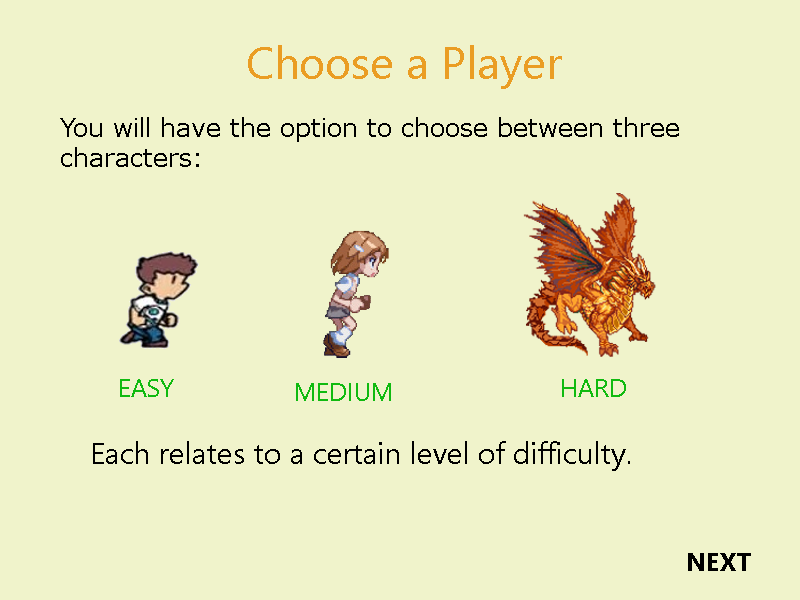 Choose a Player
You will have the option to choose between three
characters:
EASY
MEDIUM
HARD
Each relates to a certain level of difficulty.
NEXT